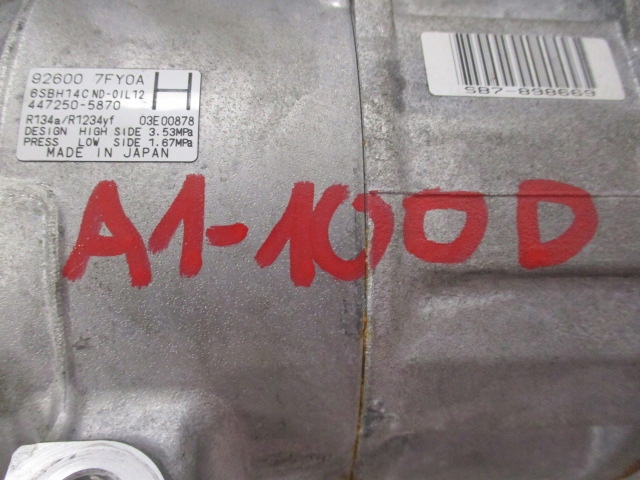 92600 7FY0A
6SBH14C ND-OIL12
H
447250-5870
R134a/R1234yf 03E00878
DESIGN HIGH SIDE 3.53MPa
PRESS LOW SIDE 1.67MPa
MADE IN JAPAN
SB7-898669
A1-100D